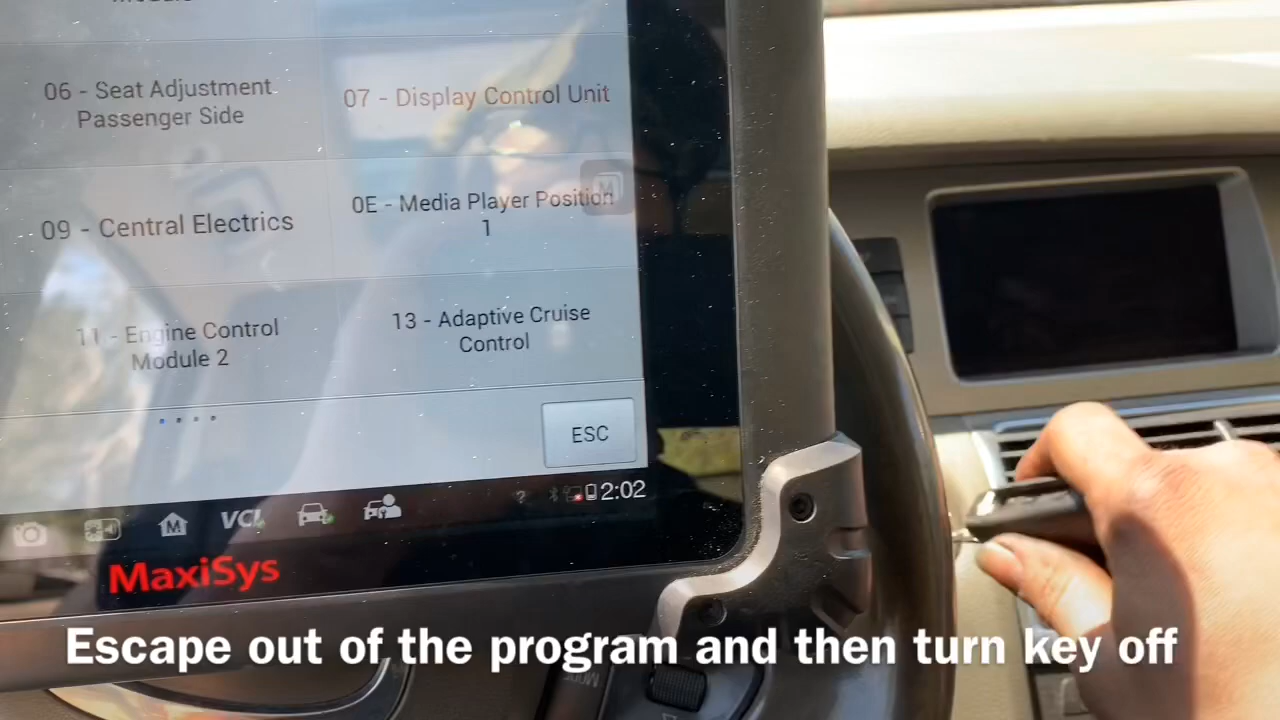 06 - Seat Adjustment
Passenger Side
07 - Display Control Unit
09 - Central Electrics
0E - Media Player Position
1
11 - Engine Control
Module 2
13 - Adaptive Cruise
Control
ESC
M
VCI
? 2:02
MaxiSys
Escape out of the program and then turn key off